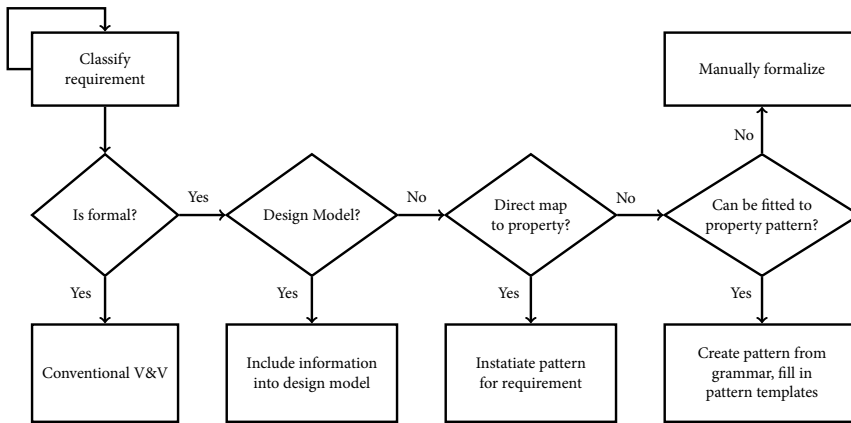 Classify
requirement
Manually formalize
No
Is formal?
Yes
Design Model?
No
Direct map
to property?
No
Can be fitted to
property pattern?
Yes
Yes
Yes
Yes
Conventional V&V
Include information
into design model
Instatiate pattern
for requirement
Create pattern from
grammar, fill in
pattern templates